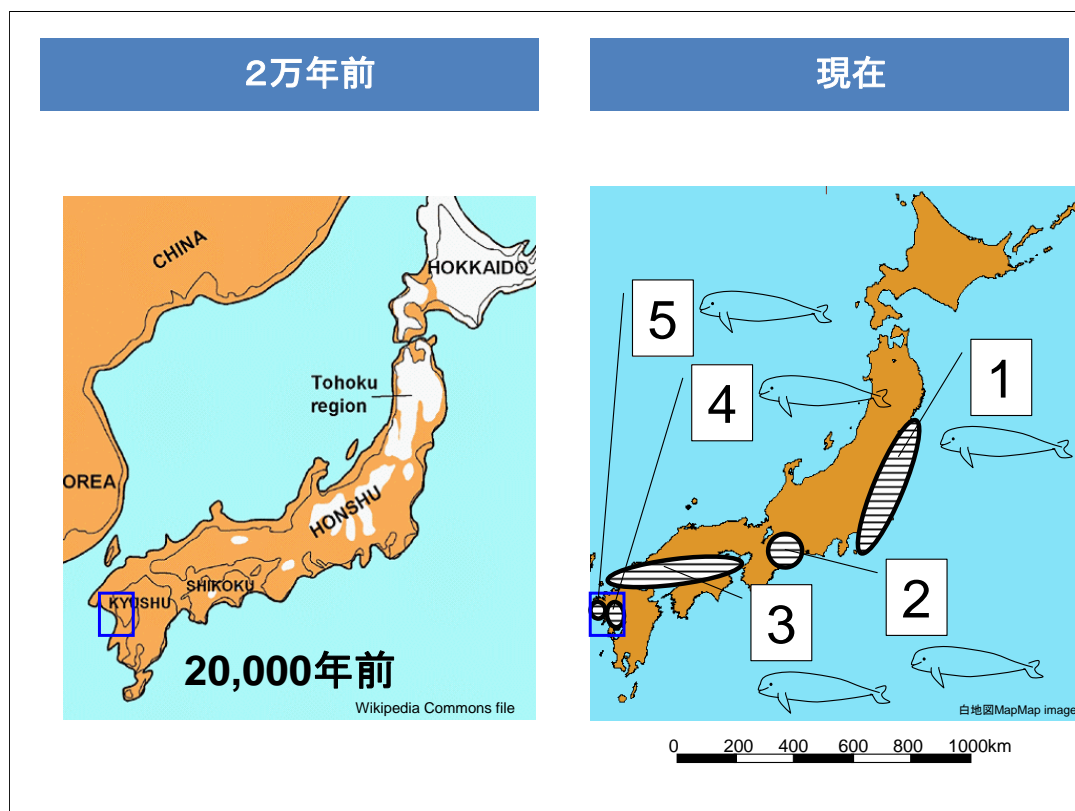 ２万年前
現在
CHINA
HOKKAIDO
Tohoku
region
OREA
HONSHU
SHIKOKU
KYUSHU
20,000年前
Wikipedia Commons file
5
4
1
2
3
白地図MapMap image
0 200 400 600 800 1000km